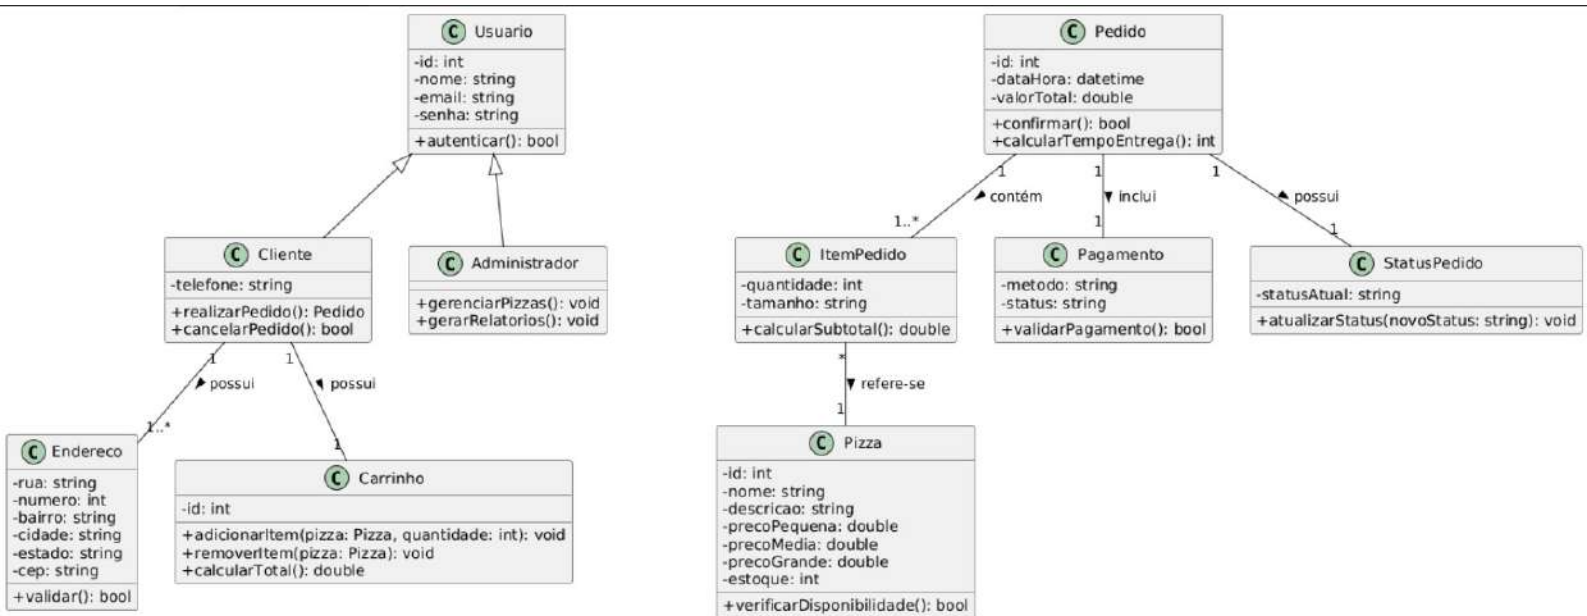 C Usuario
-id: int
-nome: string
-email: string
-senha: string
+autenticar(): bool
C Cliente
-telefone: string
+realizarPedido(): Pedido
+cancelarPedido(): bool
C Administrador
+gerenciarPizzas(): void
+gerarRelatorios(): void
1
possui
1..*
1
possui
1
C Endereco
-rua: string
-numero: int
-bairro: string
-cidade: string
-estado: string
-cep: string
+validar(): bool
C Carrinho
-id: int
+adicionarItem(pizza: Pizza, quantidade: int): void
+removerItem(pizza: Pizza): void
+calcularTotal(): double
C Pedido
-id: int
-dataHora: datetime
-valorTotal: double
+confirmar(): bool
+calcularTempoEntrega(): int
1
contém
1..*
1
inclui
1
1
possui
1
C ItemPedido
-quantidade: int
-tamanho: string
+calcularSubtotal(): double
C Pagamento
-metodo: string
-status: string
+validarPagamento(): bool
C StatusPedido
-statusAtual: string
+atualizarStatus(novoStatus: string): void
*
refere-se
1
C Pizza
-id: int
-nome: string
-descricao: string
-precoPequena: double
-precoMedia: double
-precoGrande: double
-estoque: int
+verificarDisponibilidade(): bool